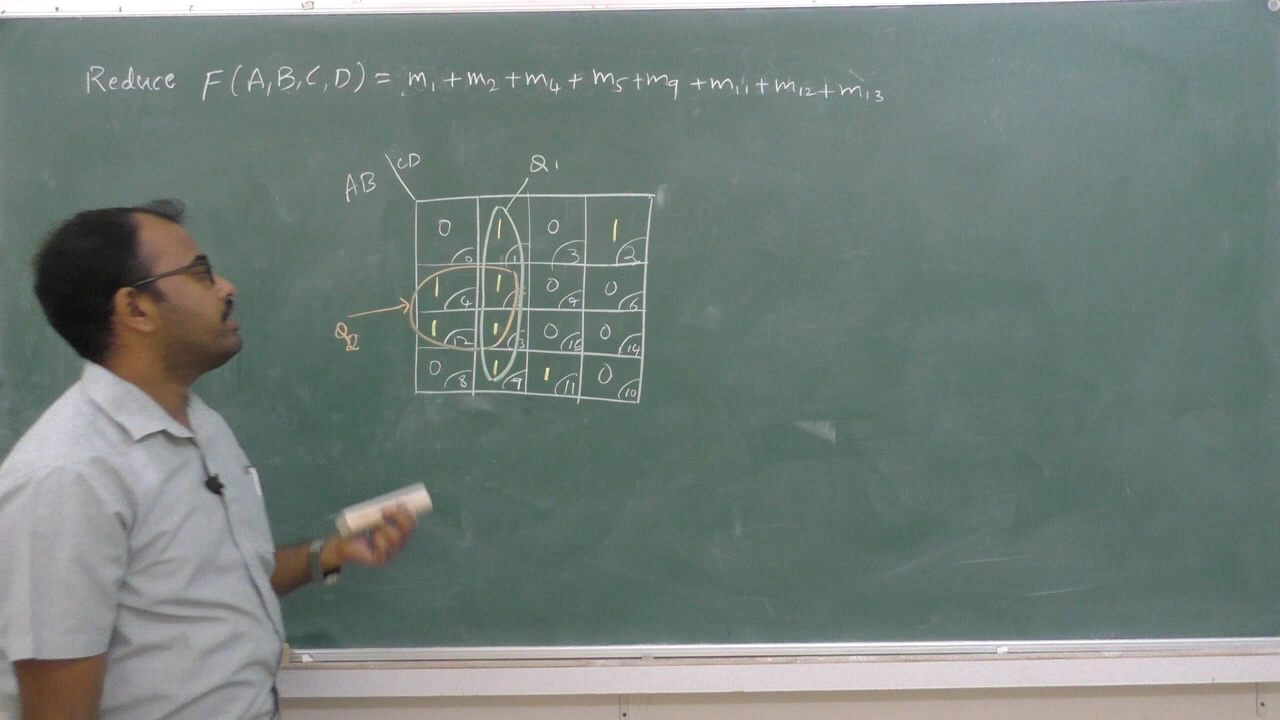 Reduce F(A,B,C,D) = m1 + m2 + m4 + m5 + m9 + m11 + m12 + m13
CD Q1
AB
0 0 1 1 0 3 1 2
1 4 1 0 0 6
Q2
1 12 1 13 0 15 0 14
0 8 1 9 1 11 0 10